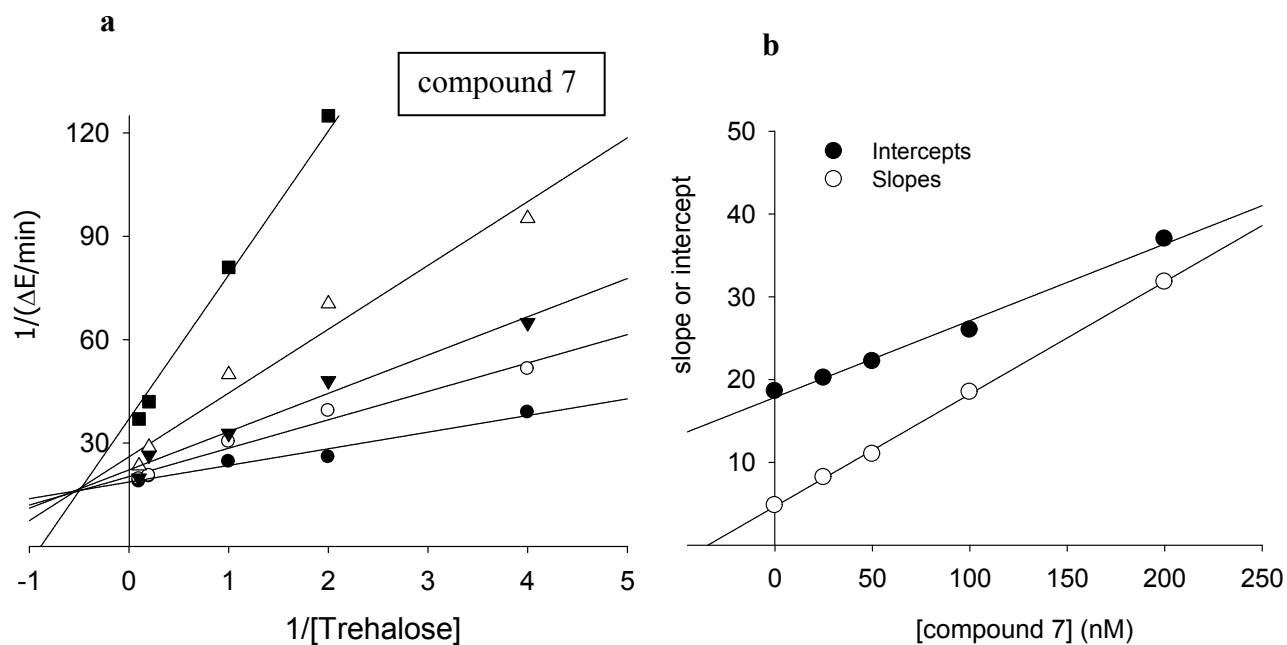 a
compound 7
120
90
60
30
1/(ΔE/min)
-1 0 1 2 3 4 5
1/[Trehalose]
b
50
40
30
20
10
slope or intercept
Intercepts
Slopes
0 50 100 150 200 250
[compound 7] (nM)